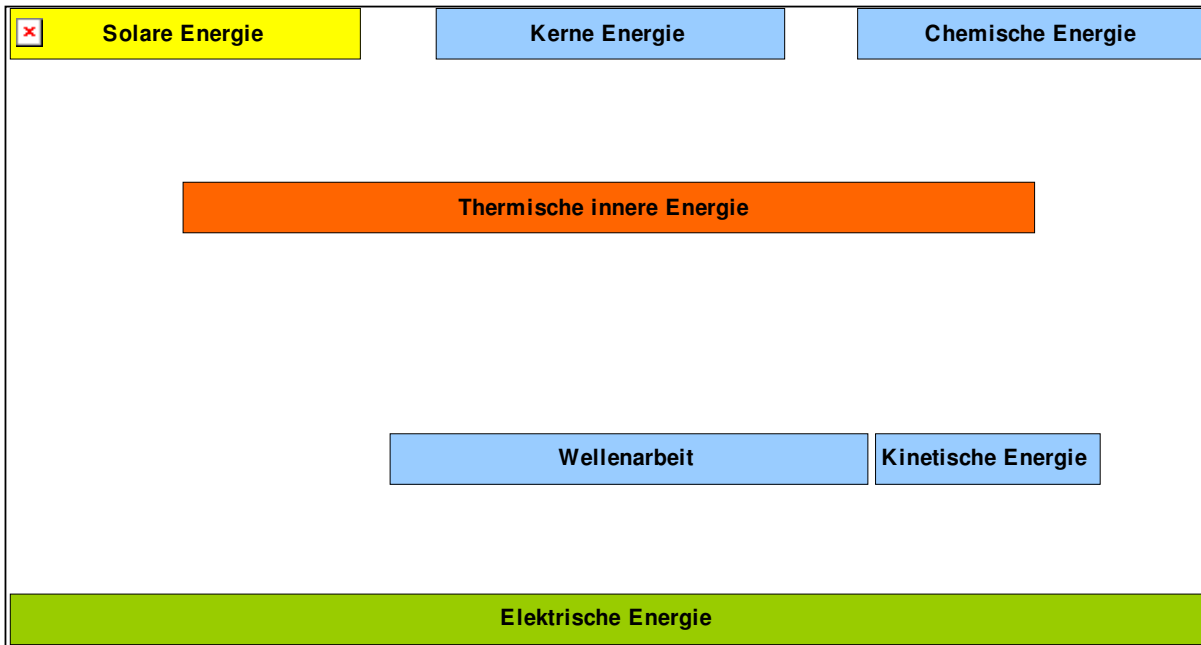 Solare Energie
Kerne Energie
Chemische Energie
Thermische innere Energie
Wellenarbeit
Kinetische Energie
Elektrische Energie